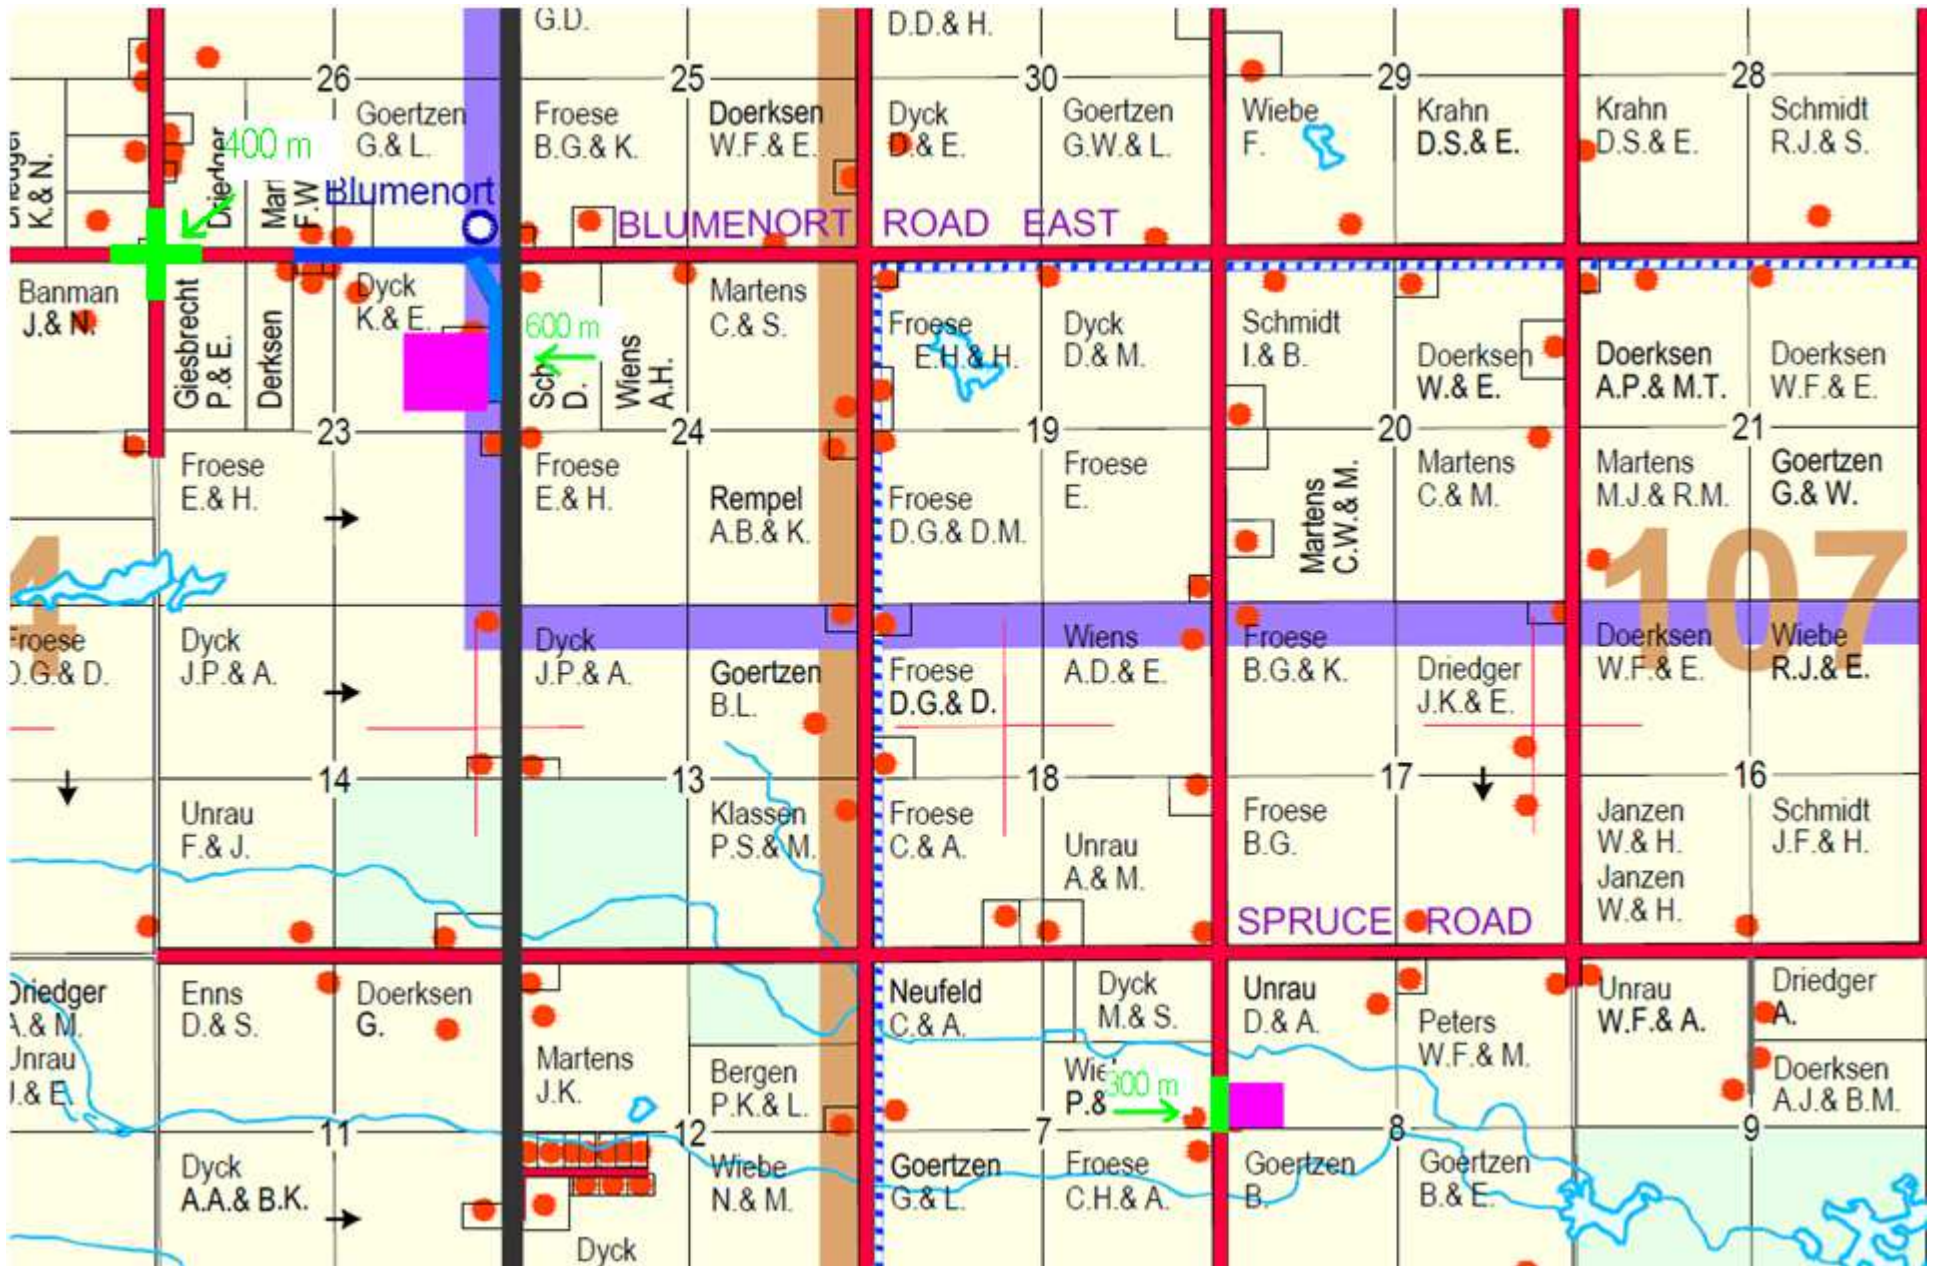 G.D.
D.D.& H.
26
25
30
29
28
K.& N.
Driedger
400 m
F.W
Goertzen
G.& L.
Froese
B.G.& K.
Doerksen
W.F.& E.
Dyck
D.& E.
Goertzen
G.W.& L.
Wiebe
F.
Krahn
D.S.& E.
Krahn
D.S.& E.
Schmidt
R.J.& S.
Blumenort
BLUMENORT ROAD EAST
Banman
J.& N.
Giesbrecht
P.& E.
Derksen
Dyck
K.& E.
600 m
D.
Wiens
A.H.
Martens
C.& S.
Froese
E.H.& H.
Dyck
D.& M.
Schmidt
I.& B.
Doerksen
W.& E.
Doerksen
A.P.& M.T.
Doerksen
W.F.& E.
23
24
19
20
21
Froese
E.& H.
Froese
E.& H.
Rempel
A.B.& K.
Froese
D.G.& D.M.
Froese
E.
Martens
C.W.& M.
Martens
C.& M.
Martens
M.J.& R.M.
Goertzen
G.& W.
4
107
Froese
D.G.& D.
Dyck
J.P.& A.
Dyck
J.P.& A.
Goertzen
B.L.
Froese
D.G.& D.
Wiens
A.D.& E.
Froese
B.G.& K.
Driedger
J.K.& E.
Doerksen
W.F.& E.
Wiebe
R.J.& E.
14
13
18
17
16
Unrau
F.& J.
Klassen
P.S.& M.
Froese
C.& A.
Unrau
A.& M.
Froese
B.G.
Janzen
W.& H.
Janzen
W.& H.
Schmidt
J.F.& H.
SPRUCE ROAD
Driedger
A.& M.
Unrau
J.& E.
Enns
D.& S.
Doerksen
G.
Martens
J.K.
Bergen
P.K.& L.
Neufeld
C.& A.
Dyck
M.& S.
P.&
300 m
Unrau
D.& A.
Peters
W.F.& M.
Unrau
W.F.& A.
Driedger
A.
Doerksen
A.J.& B.M.
11
12
7
8
9
Dyck
A.A.& B.K.
Dyck
Wiebe
N.& M.
Goertzen
G.& L.
Froese
C.H.& A.
Goertzen
B.
Goertzen
B.& E.